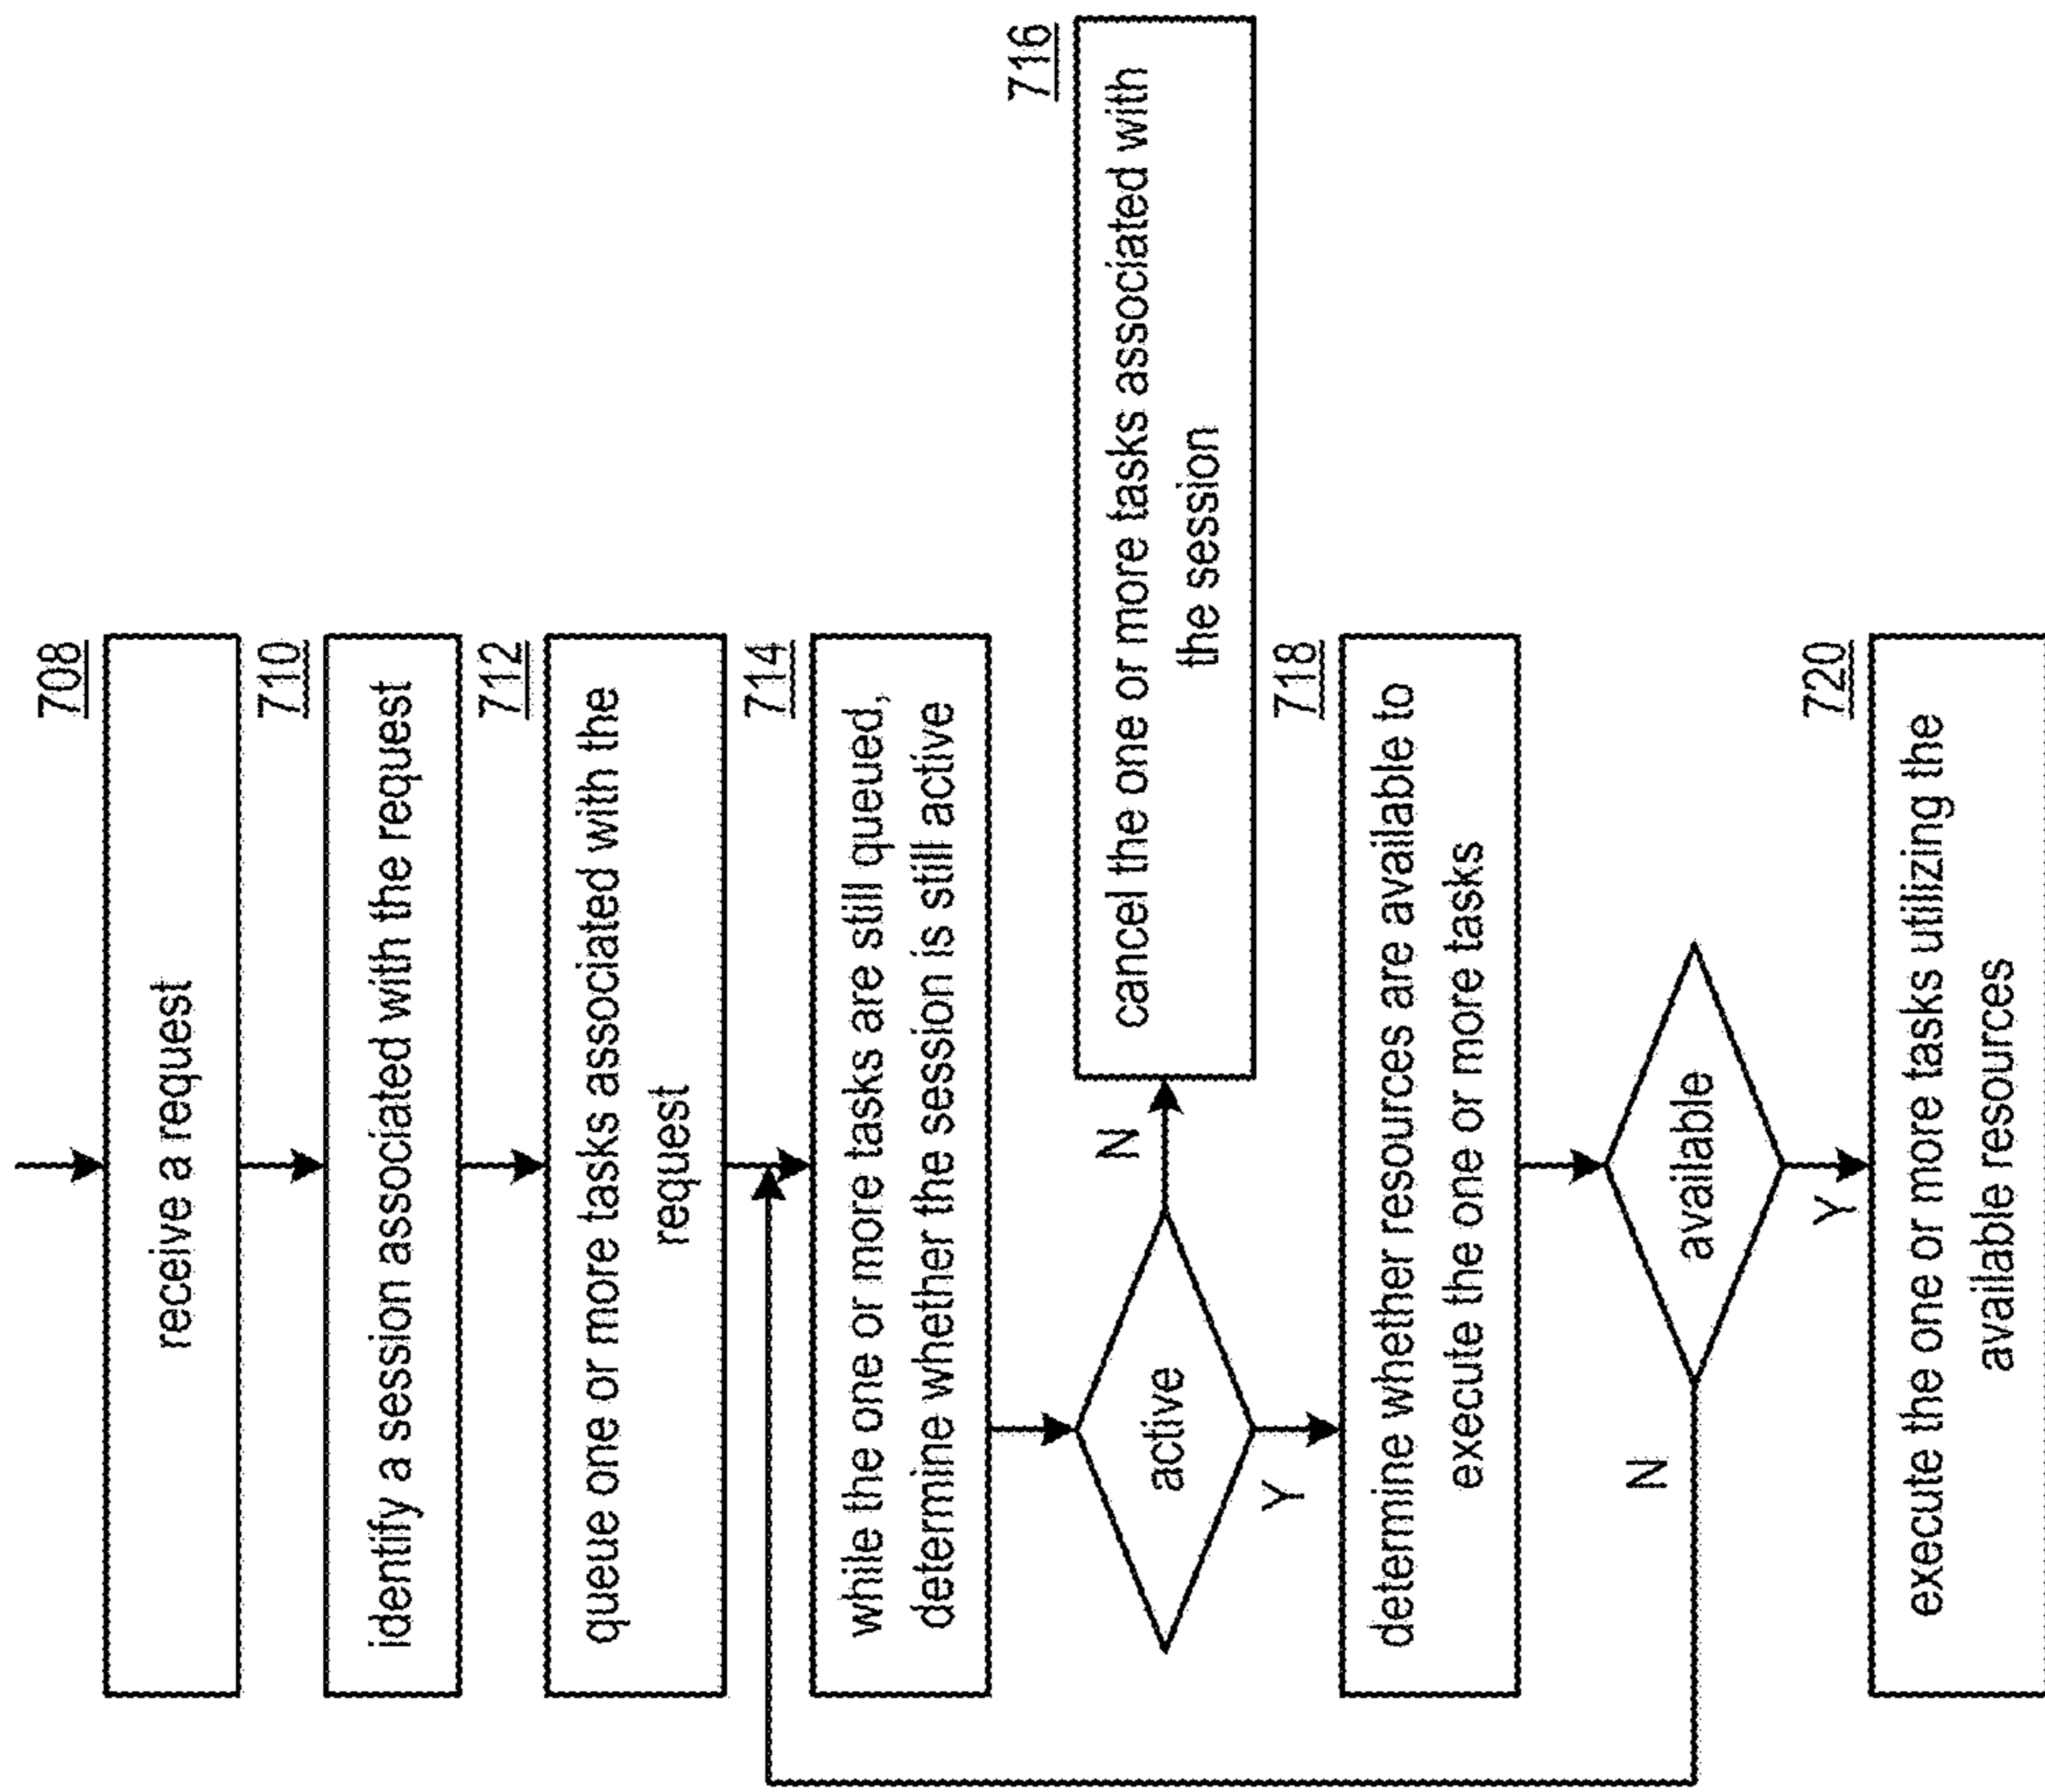 708
receive a request
710
identify a session associated with the request
712
queue one or more tasks associated with the
request
714
while the one or more tasks are still queued,
determine whether the session is still active
active
N
716
cancel the one or more tasks associated with
the session
Y
718
determine whether resources are available to
execute the one or more tasks
available
N
Y
720
execute the one or more tasks utilizing the
available resources